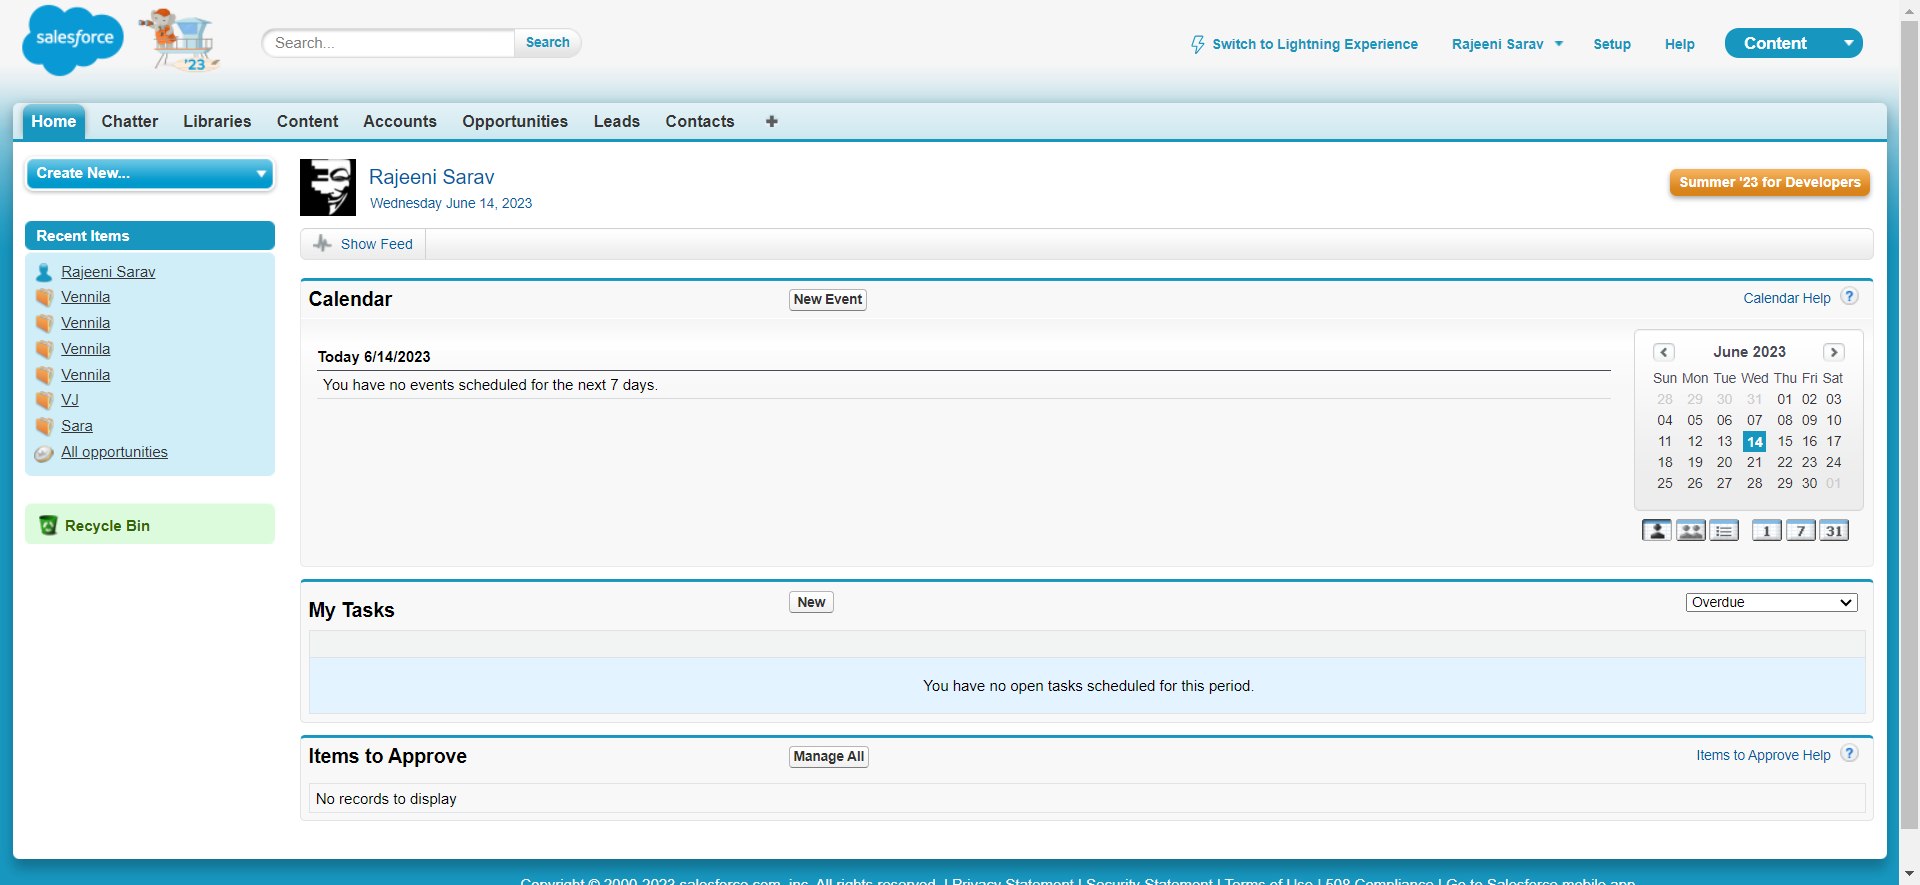 salesforce
'23
Search...
Search
Switch to Lightning Experience
Rajeeni Sarav
Setup
Help
Content
Home
Chatter
Libraries
Content
Accounts
Opportunities
Leads
Contacts
Create New...
Recent Items
Rajeeni Sarav
Vennila
Vennila
Vennila
Vennila
VJ
Sara
All opportunities
Recycle Bin
Rajeeni Sarav
Wednesday June 14, 2023
Summer '23 for Developers
Show Feed
Calendar
New Event
Calendar Help ?
Today 6/14/2023
You have no events scheduled for the next 7 days.
June 2023
Sun Mon Tue Wed Thu Fri Sat
28 29 30 31 01 02 03
04 05 06 07 08 09 10
11 12 13 14 15 16 17
18 19 20 21 22 23 24
25 26 27 28 29 30 01
1 7 31
My Tasks
New
Overdue
You have no open tasks scheduled for this period.
Items to Approve
Manage All
Items to Approve Help ?
No records to display
Copyright © 2000-2023 salesforce.com, inc. All rights reserved. | Privacy Statement | Security Statement | Terms of Use | 508 Compliance | Go to Salesforce mobile app